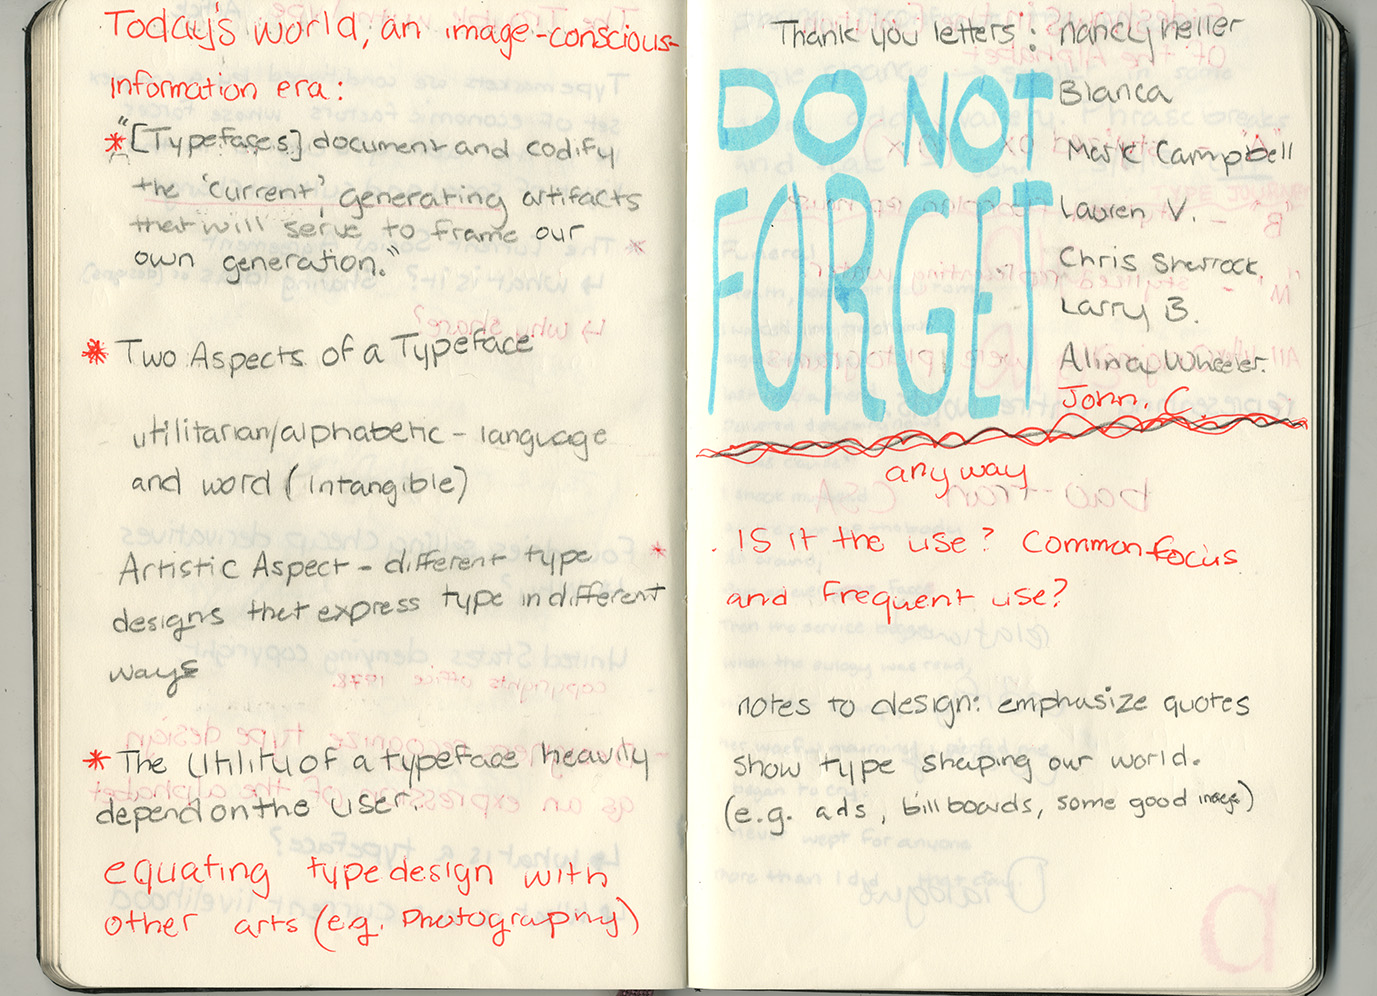 Today's world, an image-conscious-
information era:
* "[Typefaces] document and codify
the 'current', generating artifacts
that will serve to frame our
own generation."
* Two Aspects of a Typeface
utilitarian/alphabetic - language
and word (intangible)
Artistic Aspect - different type
designs that express type in different
ways
* The Utility of a typeface heavily
depend on the user
equating type design with
other arts (e.g. Photography)
Thank you letters: Nancy Heller
DO NOT
FORGET
Bianca
Mark Campbell
Lauren V.
Chris Sherrock
Larry B.
Alina Wheeler.
John. C.
any way
. Is it the use? Common focus
and frequent use?
notes to design: emphasize quotes
show type shaping our world.
(e.g. ads, billboards, some good image)